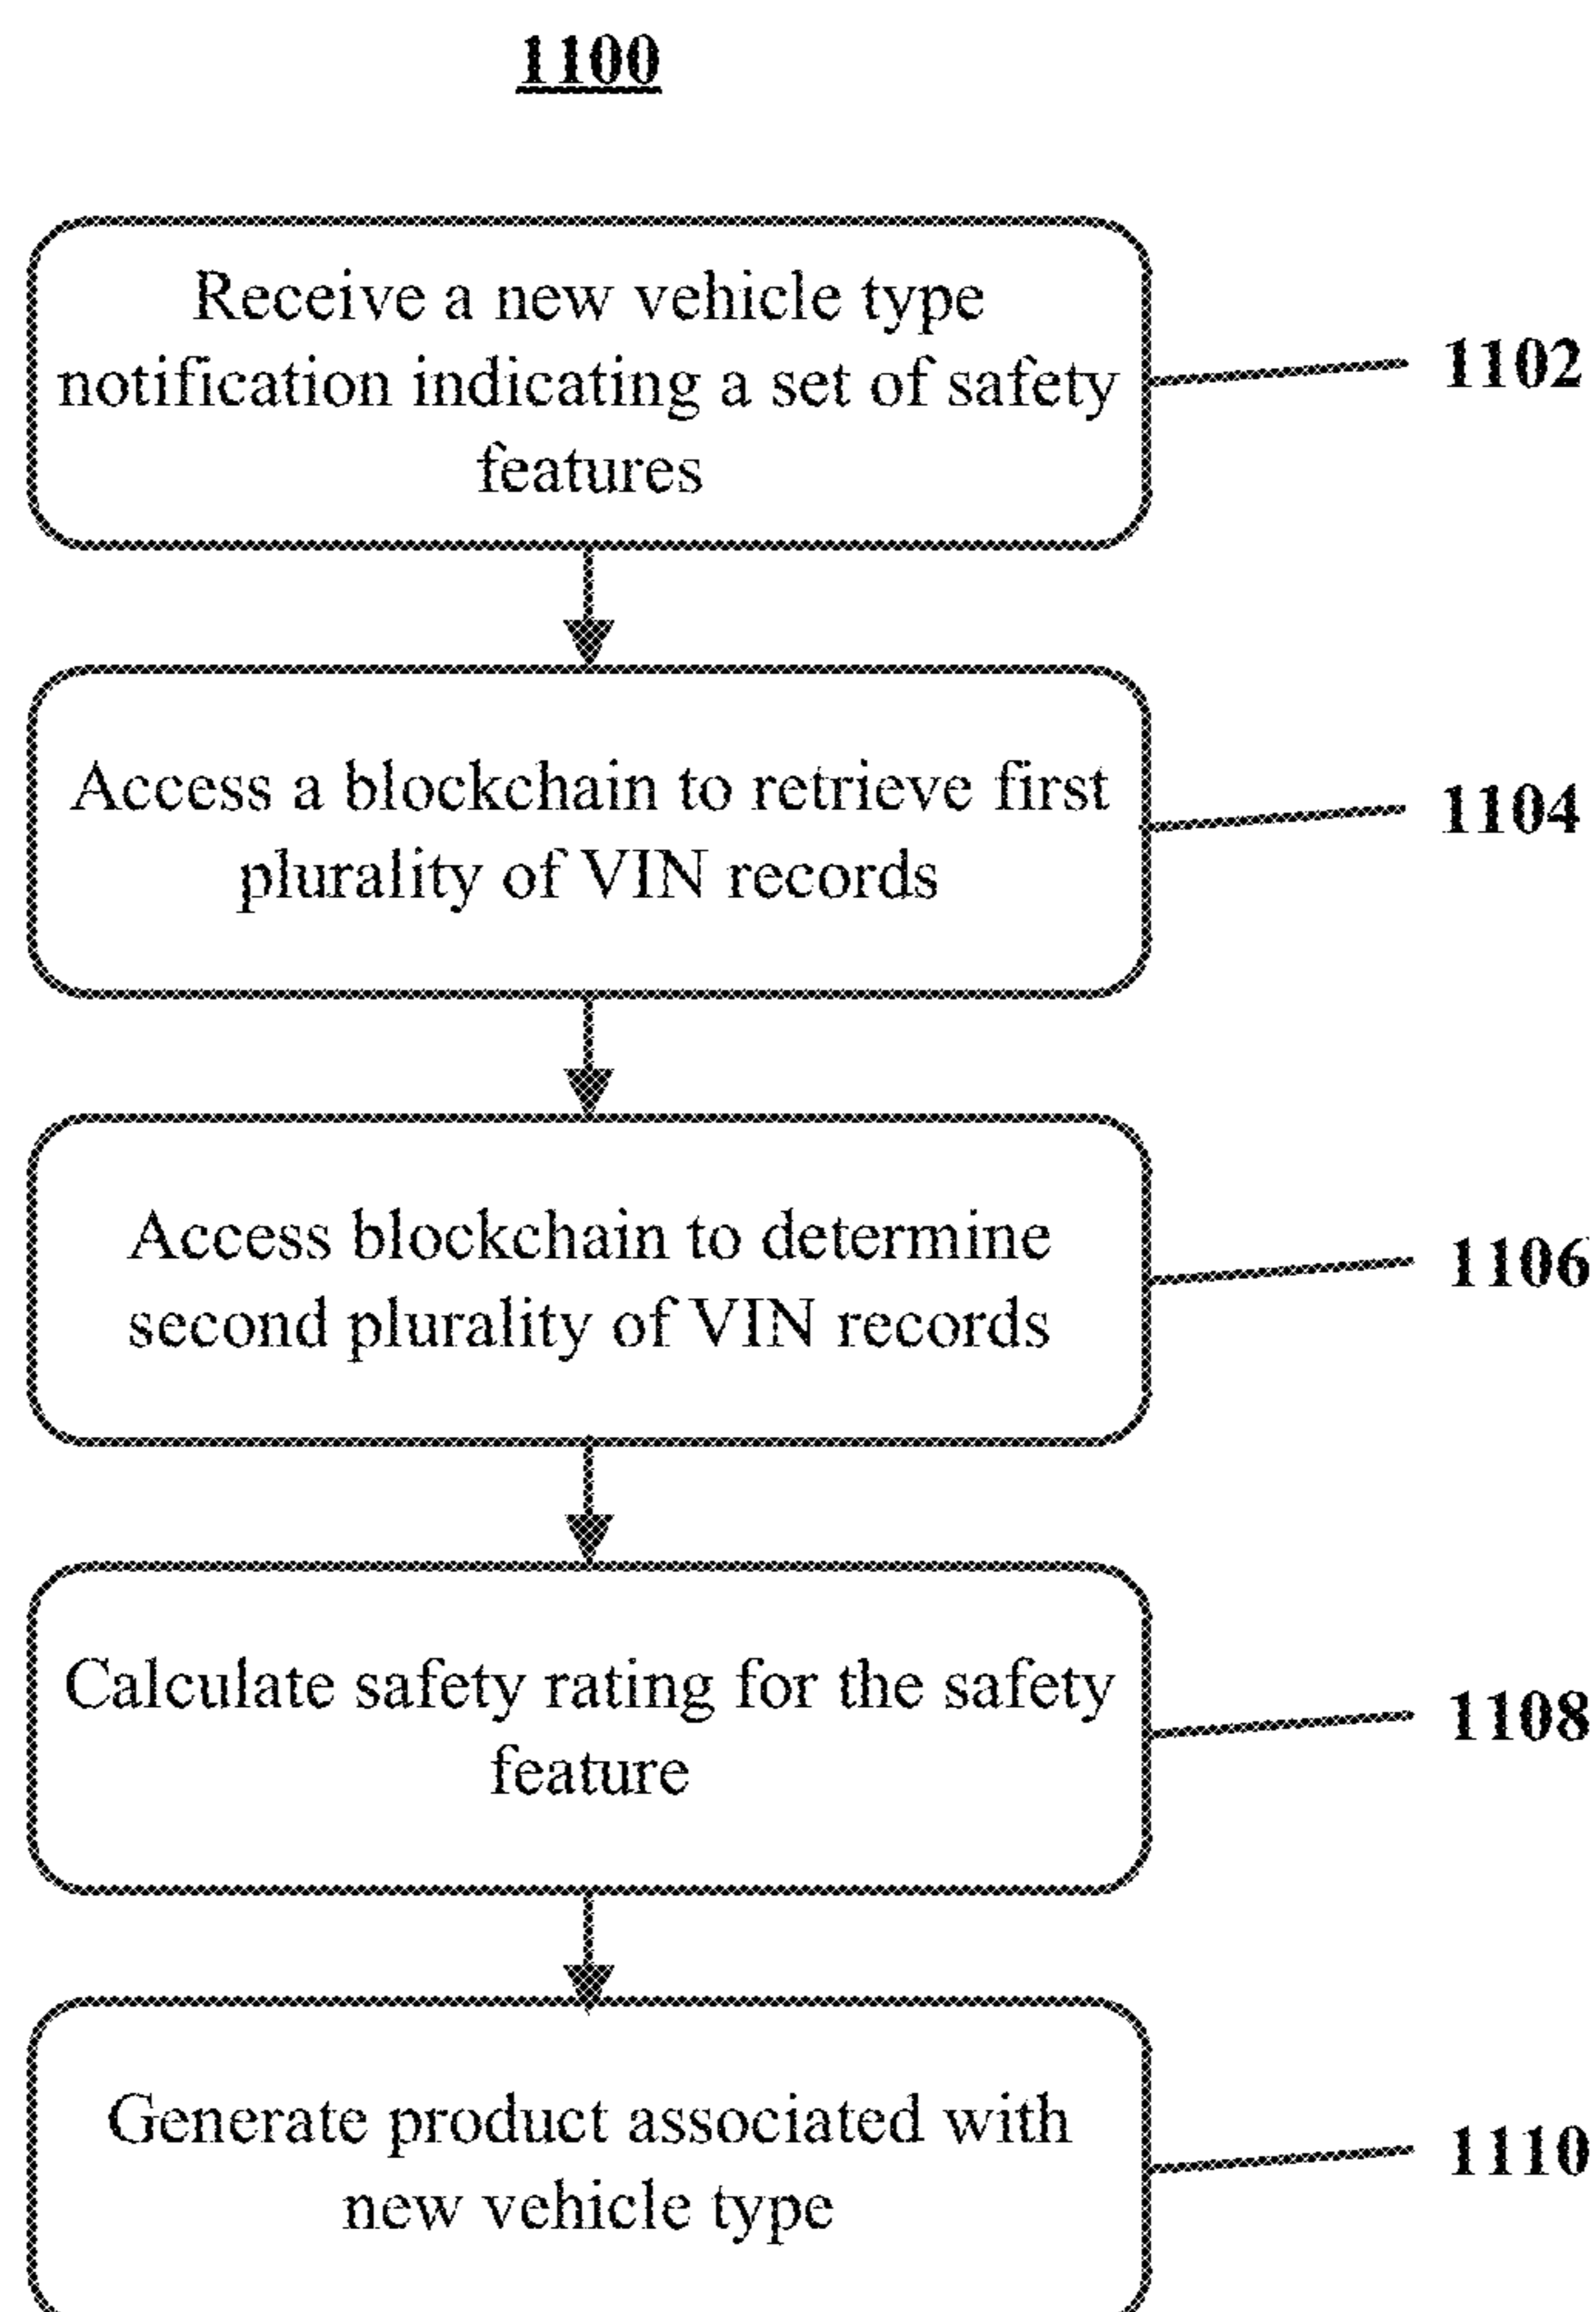 1100
Receive a new vehicle type
notification indicating a set of safety
features
1102
Access a blockchain to retrieve first
plurality of VIN records
1104
Access blockchain to determine
second plurality of VIN records
1106
Calculate safety rating for the safety
feature
1108
Generate product associated with
new vehicle type
1110